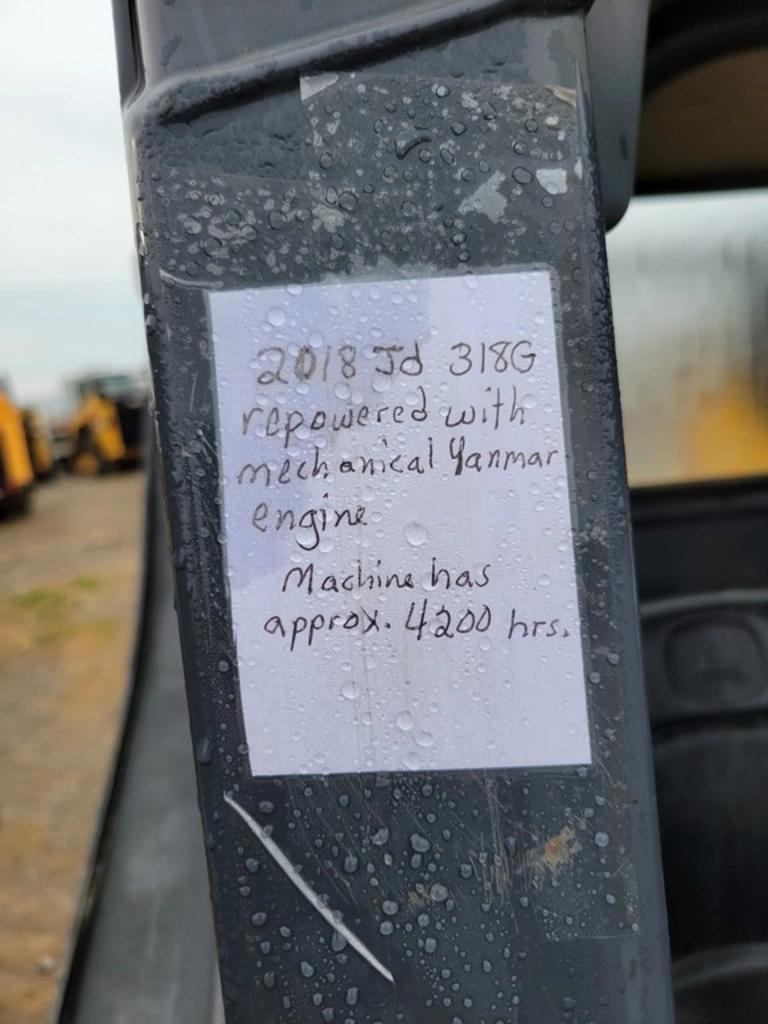 2018 Jd 318G
repowered with
mechanical Yanmar
engine
Machine has
approx. 4200 hrs.